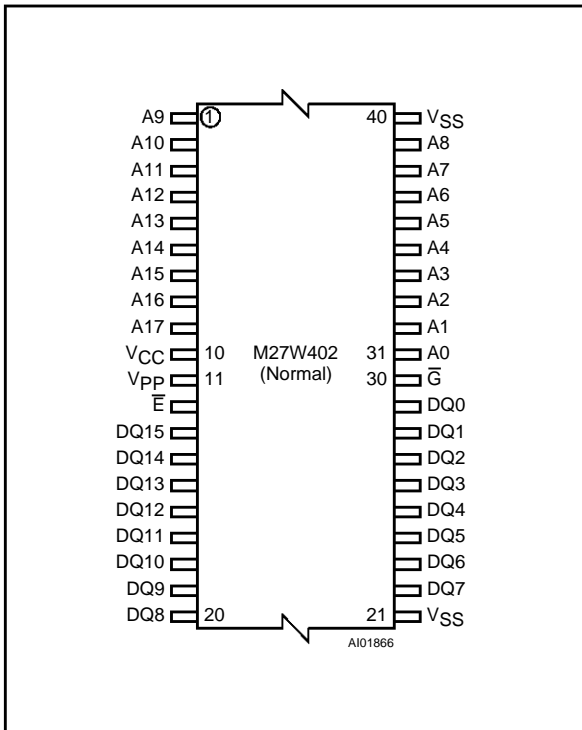 A9 1 40 VSS
A10 A8
A11 A7
A12 A6
A13 A5
A14 A4
A15 A3
A16 A2
A17 A1
VCC 10 M27W402 31 A0
VPP 11 (Normal) 30 G̅
E̅ DQ0
DQ15 DQ1
DQ14 DQ2
DQ13 DQ3
DQ12 DQ4
DQ11 DQ5
DQ10 DQ6
DQ9 DQ7
DQ8 20 21 VSS
AI01866